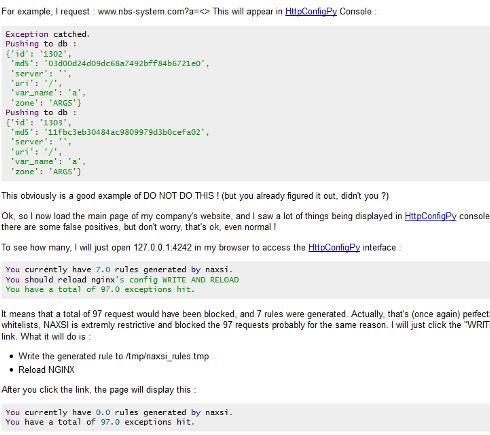 For example, I request : www.nbs-system.com?a=<> This will appear in HttpConfigPy Console :
Exception catched.
Pushing to db :
{'id': '1302',
'md5': '03d00d24d09dc68a7492bff84b6721e0',
'server': '',
'uri': '/',
'var_name': 'a',
'zone': 'ARGS'}
Pushing to db :
{'id': '1303',
'md5': '11fbc3eb30484ac9809979d3b0cefa02',
'server': '',
'uri': '/',
'var_name': 'a',
'zone': 'ARGS'}
This obviously is a good example of DO NOT DO THIS ! (but you already figured it out, didn't you ?)
Ok, so I now load the main page of my company's website, and I saw a lot of things being displayed in HttpConfigPy console
there are some false positives, but don't worry, that's ok, even normal !
To see how many, I will just open 127.0.0.1:4242 in my browser to access the HttpConfigPy interface :
You currently have 7.0 rules generated by naxsi.
You should reload nginx's config WRITE AND RELOAD
You have a total of 97.0 exceptions hit.
It means that a total of 97 request would have been blocked, and 7 rules were generated. Actually, that's (once again) perfectl
whitelists, NAXSI is extremly restrictive and blocked the 97 requests probably for the same reason. I will just click the "WRIT
link. What it will do is :
• Write the generated rule to /tmp/naxsi_rules.tmp
• Reload NGINX
After you click the link, the page will display this :
You currently have 0.0 rules generated by naxsi.
You have a total of 97.0 exceptions hit.